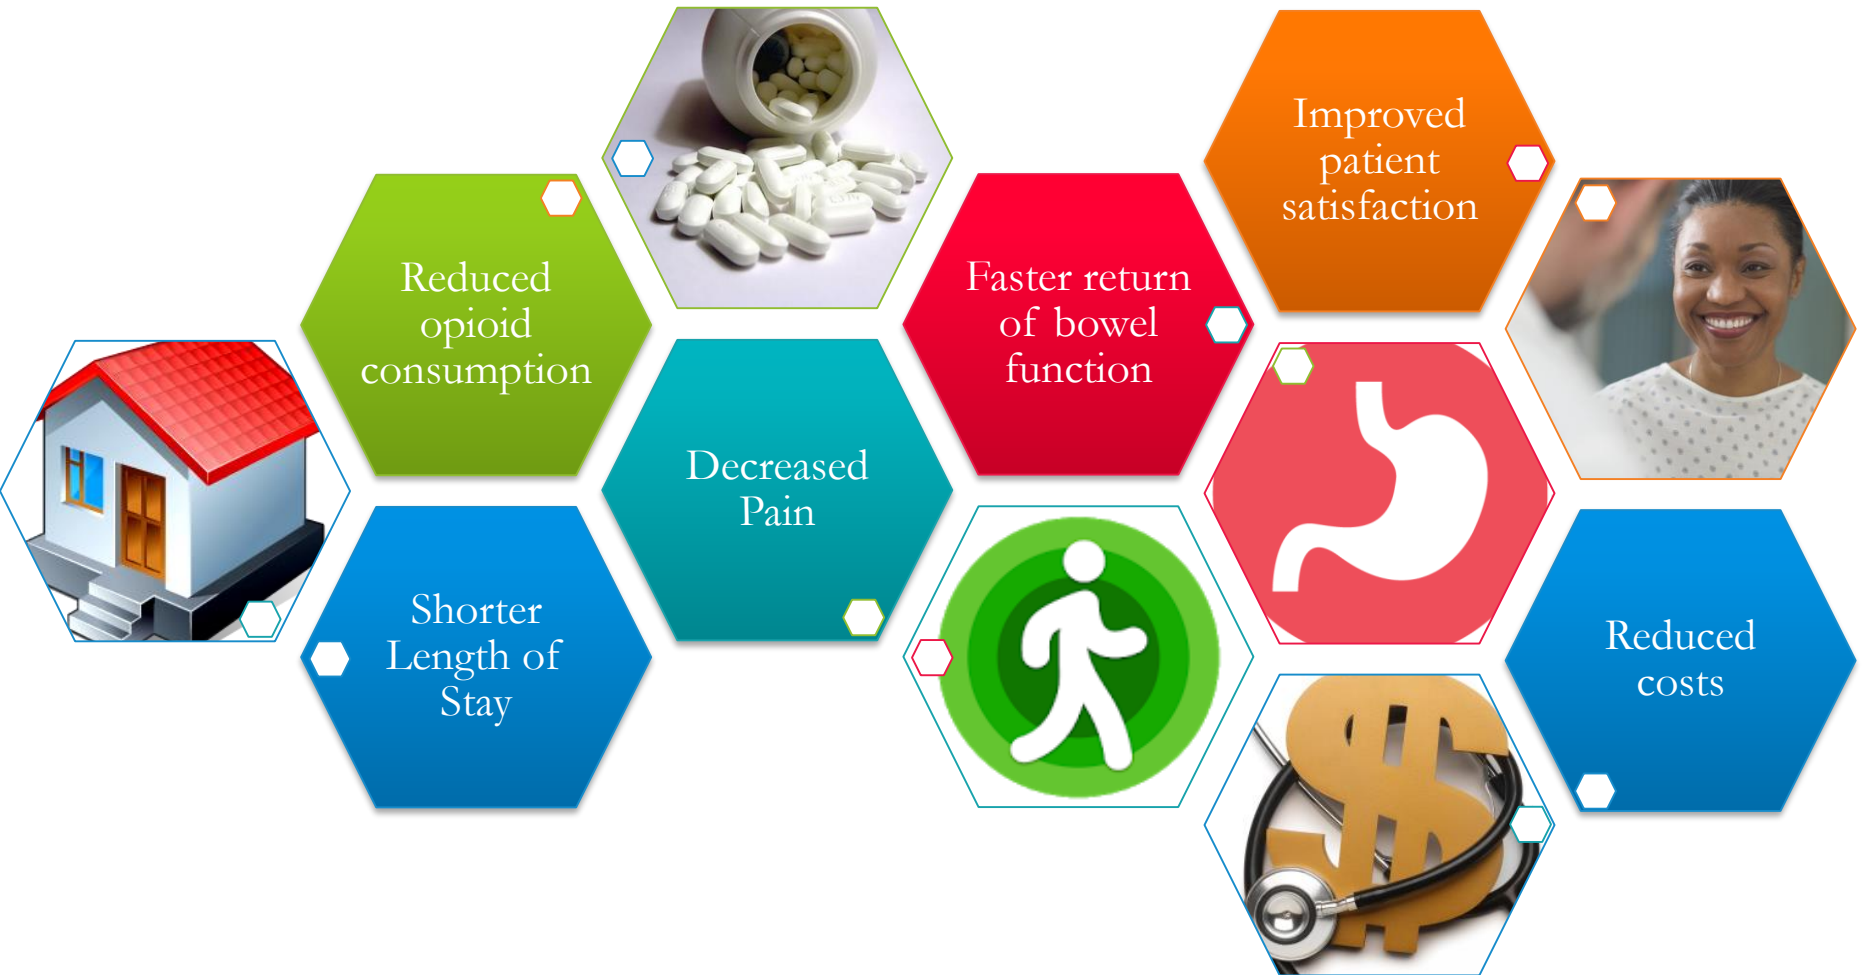 Improved
patient
satisfaction
Reduced
opioid
consumption
Faster return
of bowel
function
Decreased
Pain
Shorter
Length of
Stay
Reduced
costs